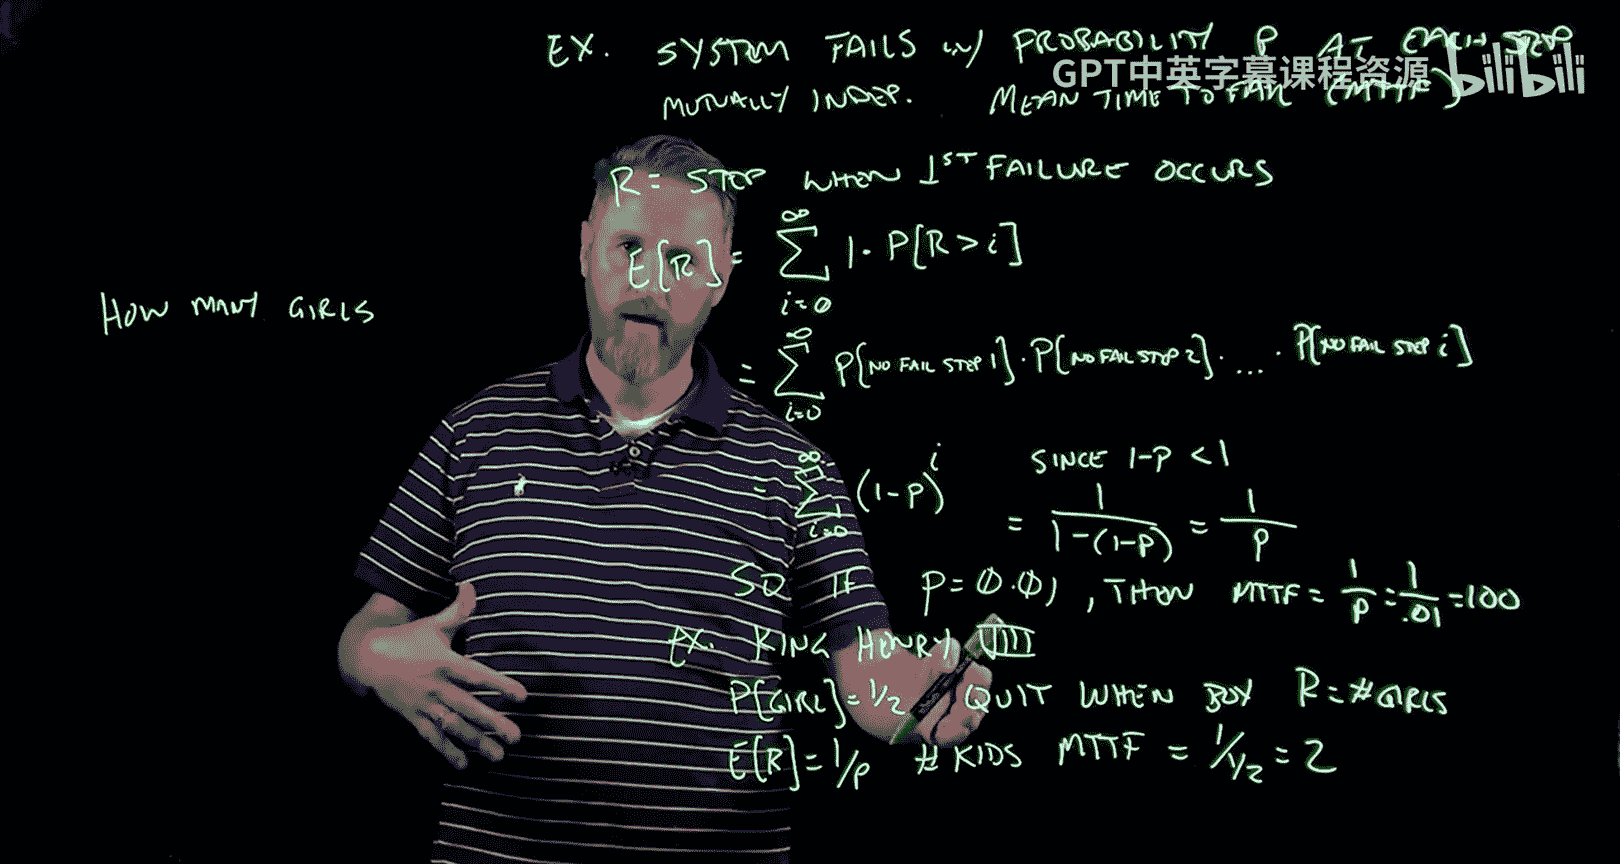 EX. SYSTEM FAILS w/ PROBABILITY P AT EACH STEP
GPT中英字幕课程资源 bilibili
MUTUALLY INDEP. MEAN TIME TO FAIL (MTTF)
R = STEP WHEN 1ST FAILURE OCCURS
E[R] = ∑_{i=0}^{∞} 1 · P[R > i]
HOW MANY GIRLS
= ∑_{i=0}^{∞} P[NO FAIL STEP 1] · P[NO FAIL STEP 2] · ... · P[NO FAIL STEP i]
= ∑_{i=0}^{∞} (1-P)^i SINCE 1-P < 1
= 1/(1-(1-P)) = 1/P
SO IF P = 0.01, THEN MTTF = 1/P = 1/.01 = 100
EX. KING HENRY VIII
P[GIRL] = 1/2 QUIT WHEN BOY R = #GIRLS
E[R] = 1/P # KIDS MTTF = 1/1/2 = 2